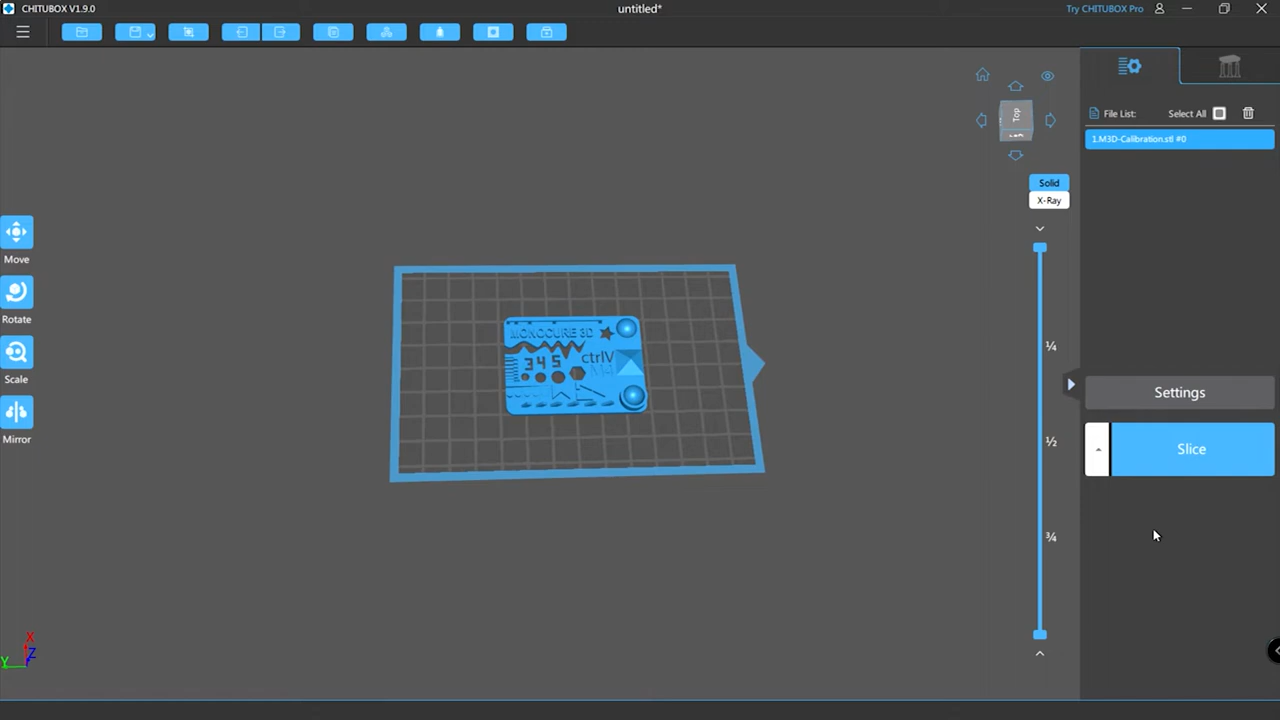 CHITUBOX V1.9.0
untitled*
Try CHITUBOX Pro
File List:
Select All
1.M3D-Calibration.stl #0
Top
Left
Solid
X-Ray
Move
Rotate
Scale
Mirror
MONOCURE 3D
345
ctrlV
¼
½
¾
Settings
Slice
X
Y
Z